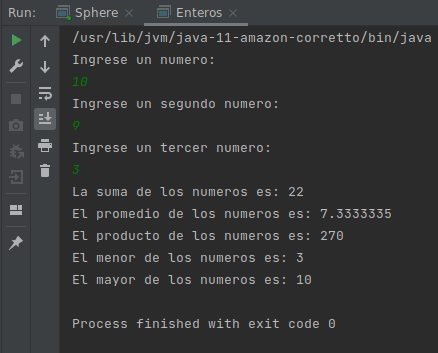 Run: Sphere × Enteros ×
/usr/lib/jvm/java-11-amazon-corretto/bin/java
Ingrese un numero:
10
Ingrese un segundo numero:
9
Ingrese un tercer numero:
3
La suma de los numeros es: 22
El promedio de los numeros es: 7.3333335
El producto de los numeros es: 270
El menor de los numeros es: 3
El mayor de los numeros es: 10
Process finished with exit code 0